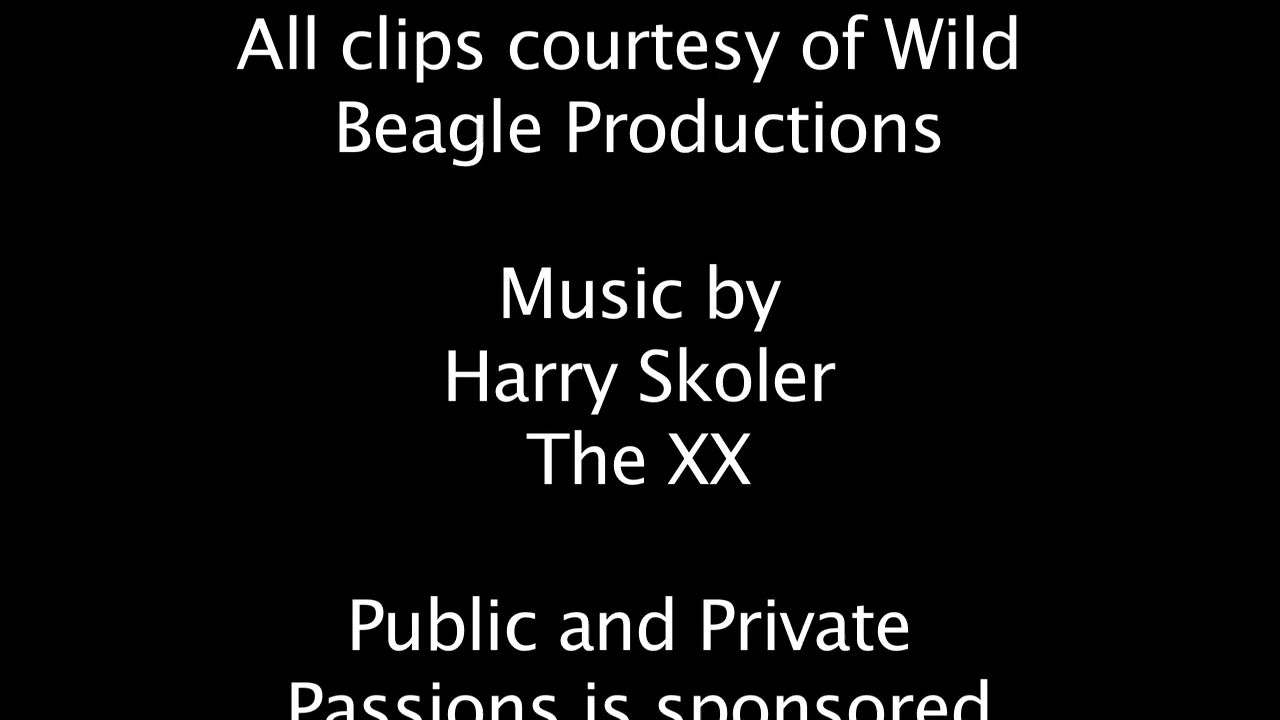 All clips courtesy of Wild
Beagle Productions
Music by
Harry Skoler
The XX
Public and Private
Passions is sponsored